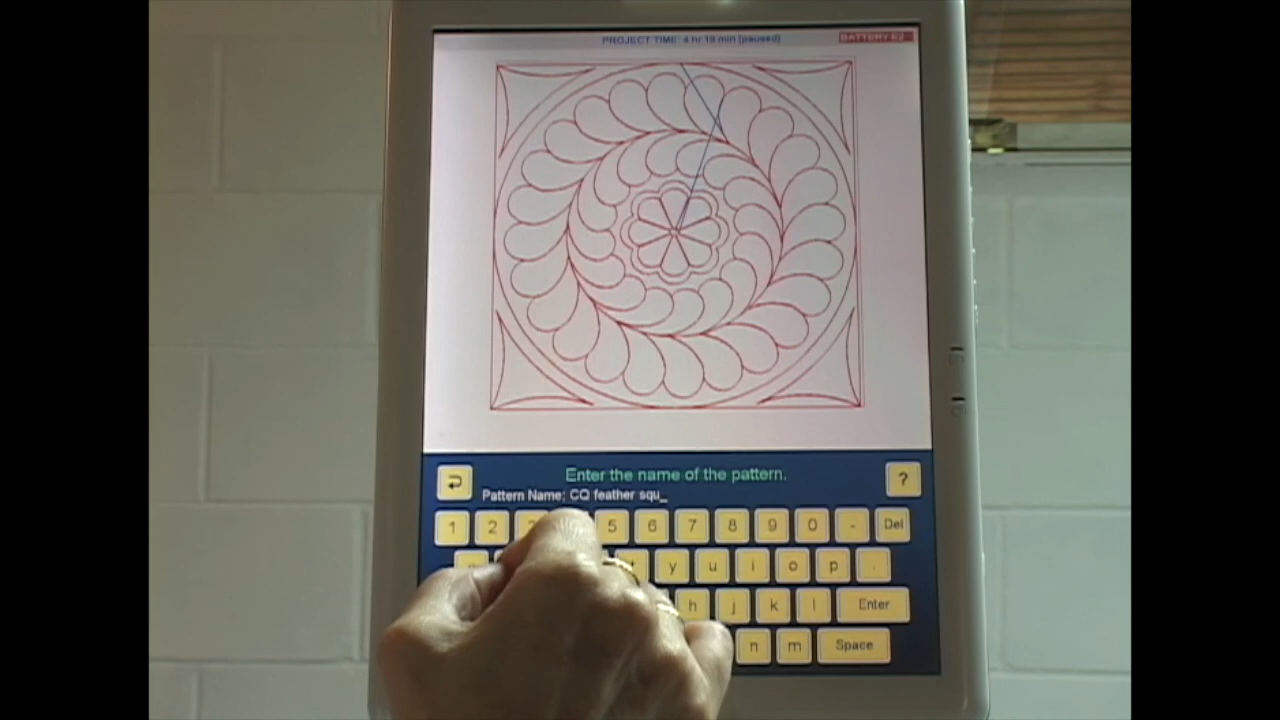 PROJECT TIME: 4 hr 19 min (paused)
BATTERY E2
Enter the name of the pattern.
?
Pattern Name; CQ feather squ_
1 2 5 6 7 8 9 0 - Del
y u i o p .
h j k l Enter
n m Space